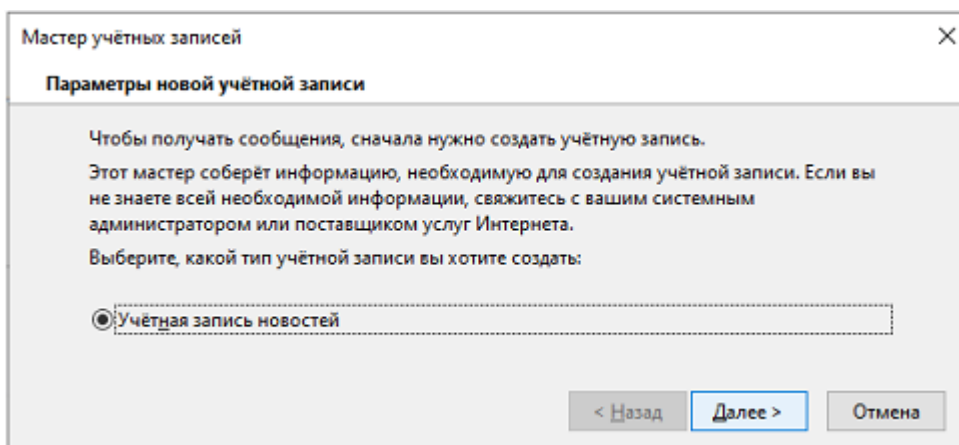 Мастер учётных записей
Параметры новой учётной записи
Чтобы получать сообщения, сначала нужно создать учётную запись.
Этот мастер соберёт информацию, необходимую для создания учётной записи. Если вы
не знаете всей необходимой информации, свяжитесь с вашим системным
администратором или поставщиком услуг Интернета.
Выберите, какой тип учётной записи вы хотите создать:
Учётная запись новостей
< Назад Далее > Отмена